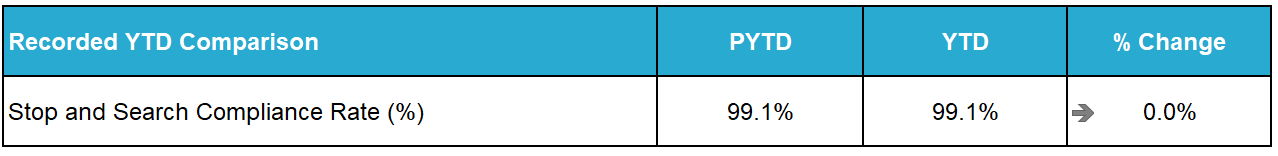 Recorded YTD Comparison PYTD YTD % Change
Stop and Search Compliance Rate (%) 99.1% 99.1% 0.0%